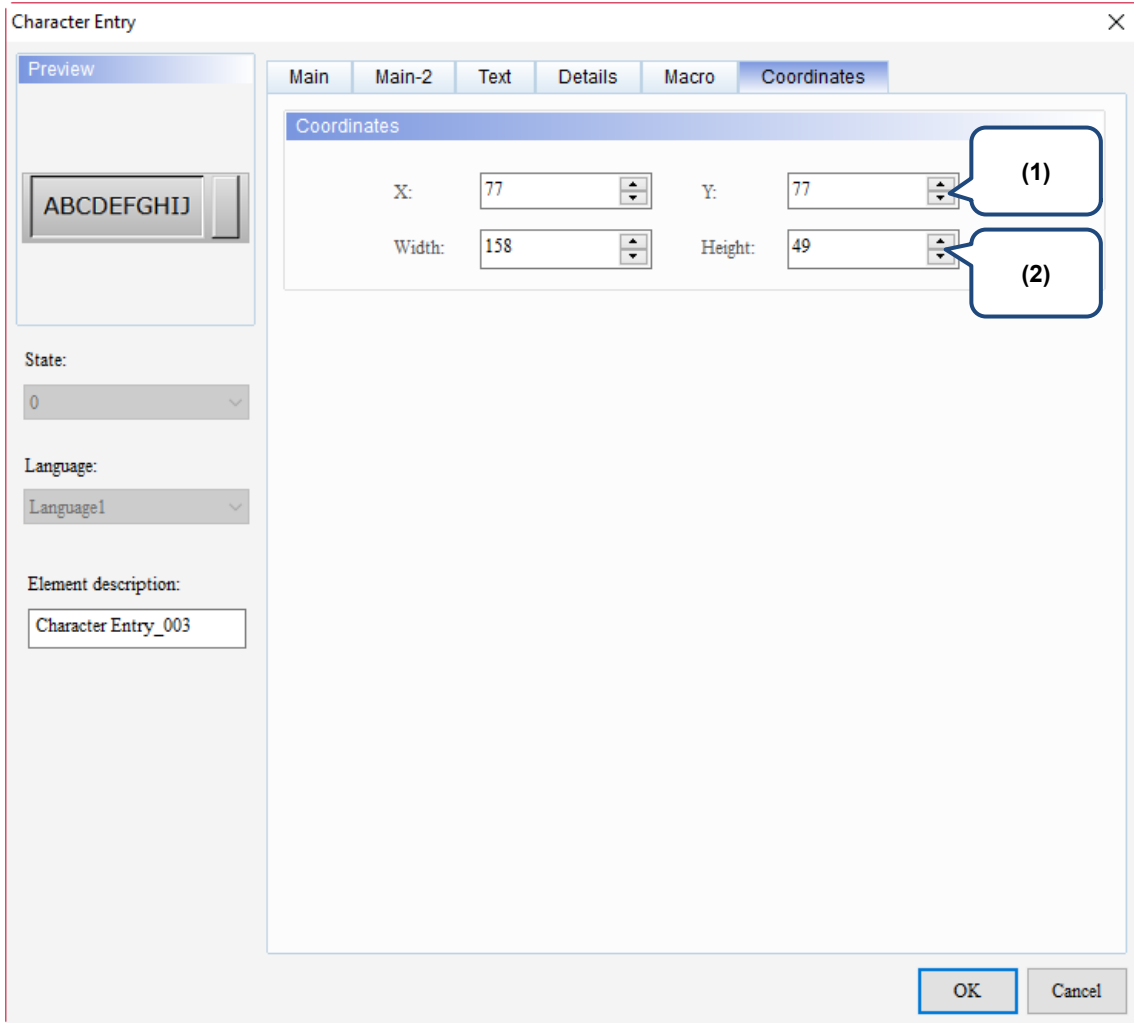 Character Entry
Preview
Main Main-2 Text Details Macro Coordinates
Coordinates
ABCDEFGHIJ
X: 77 Y: 77 (1)
Width: 158 Height: 49 (2)
State:
0
Language:
Language1
Element description:
Character Entry_003
OK Cancel